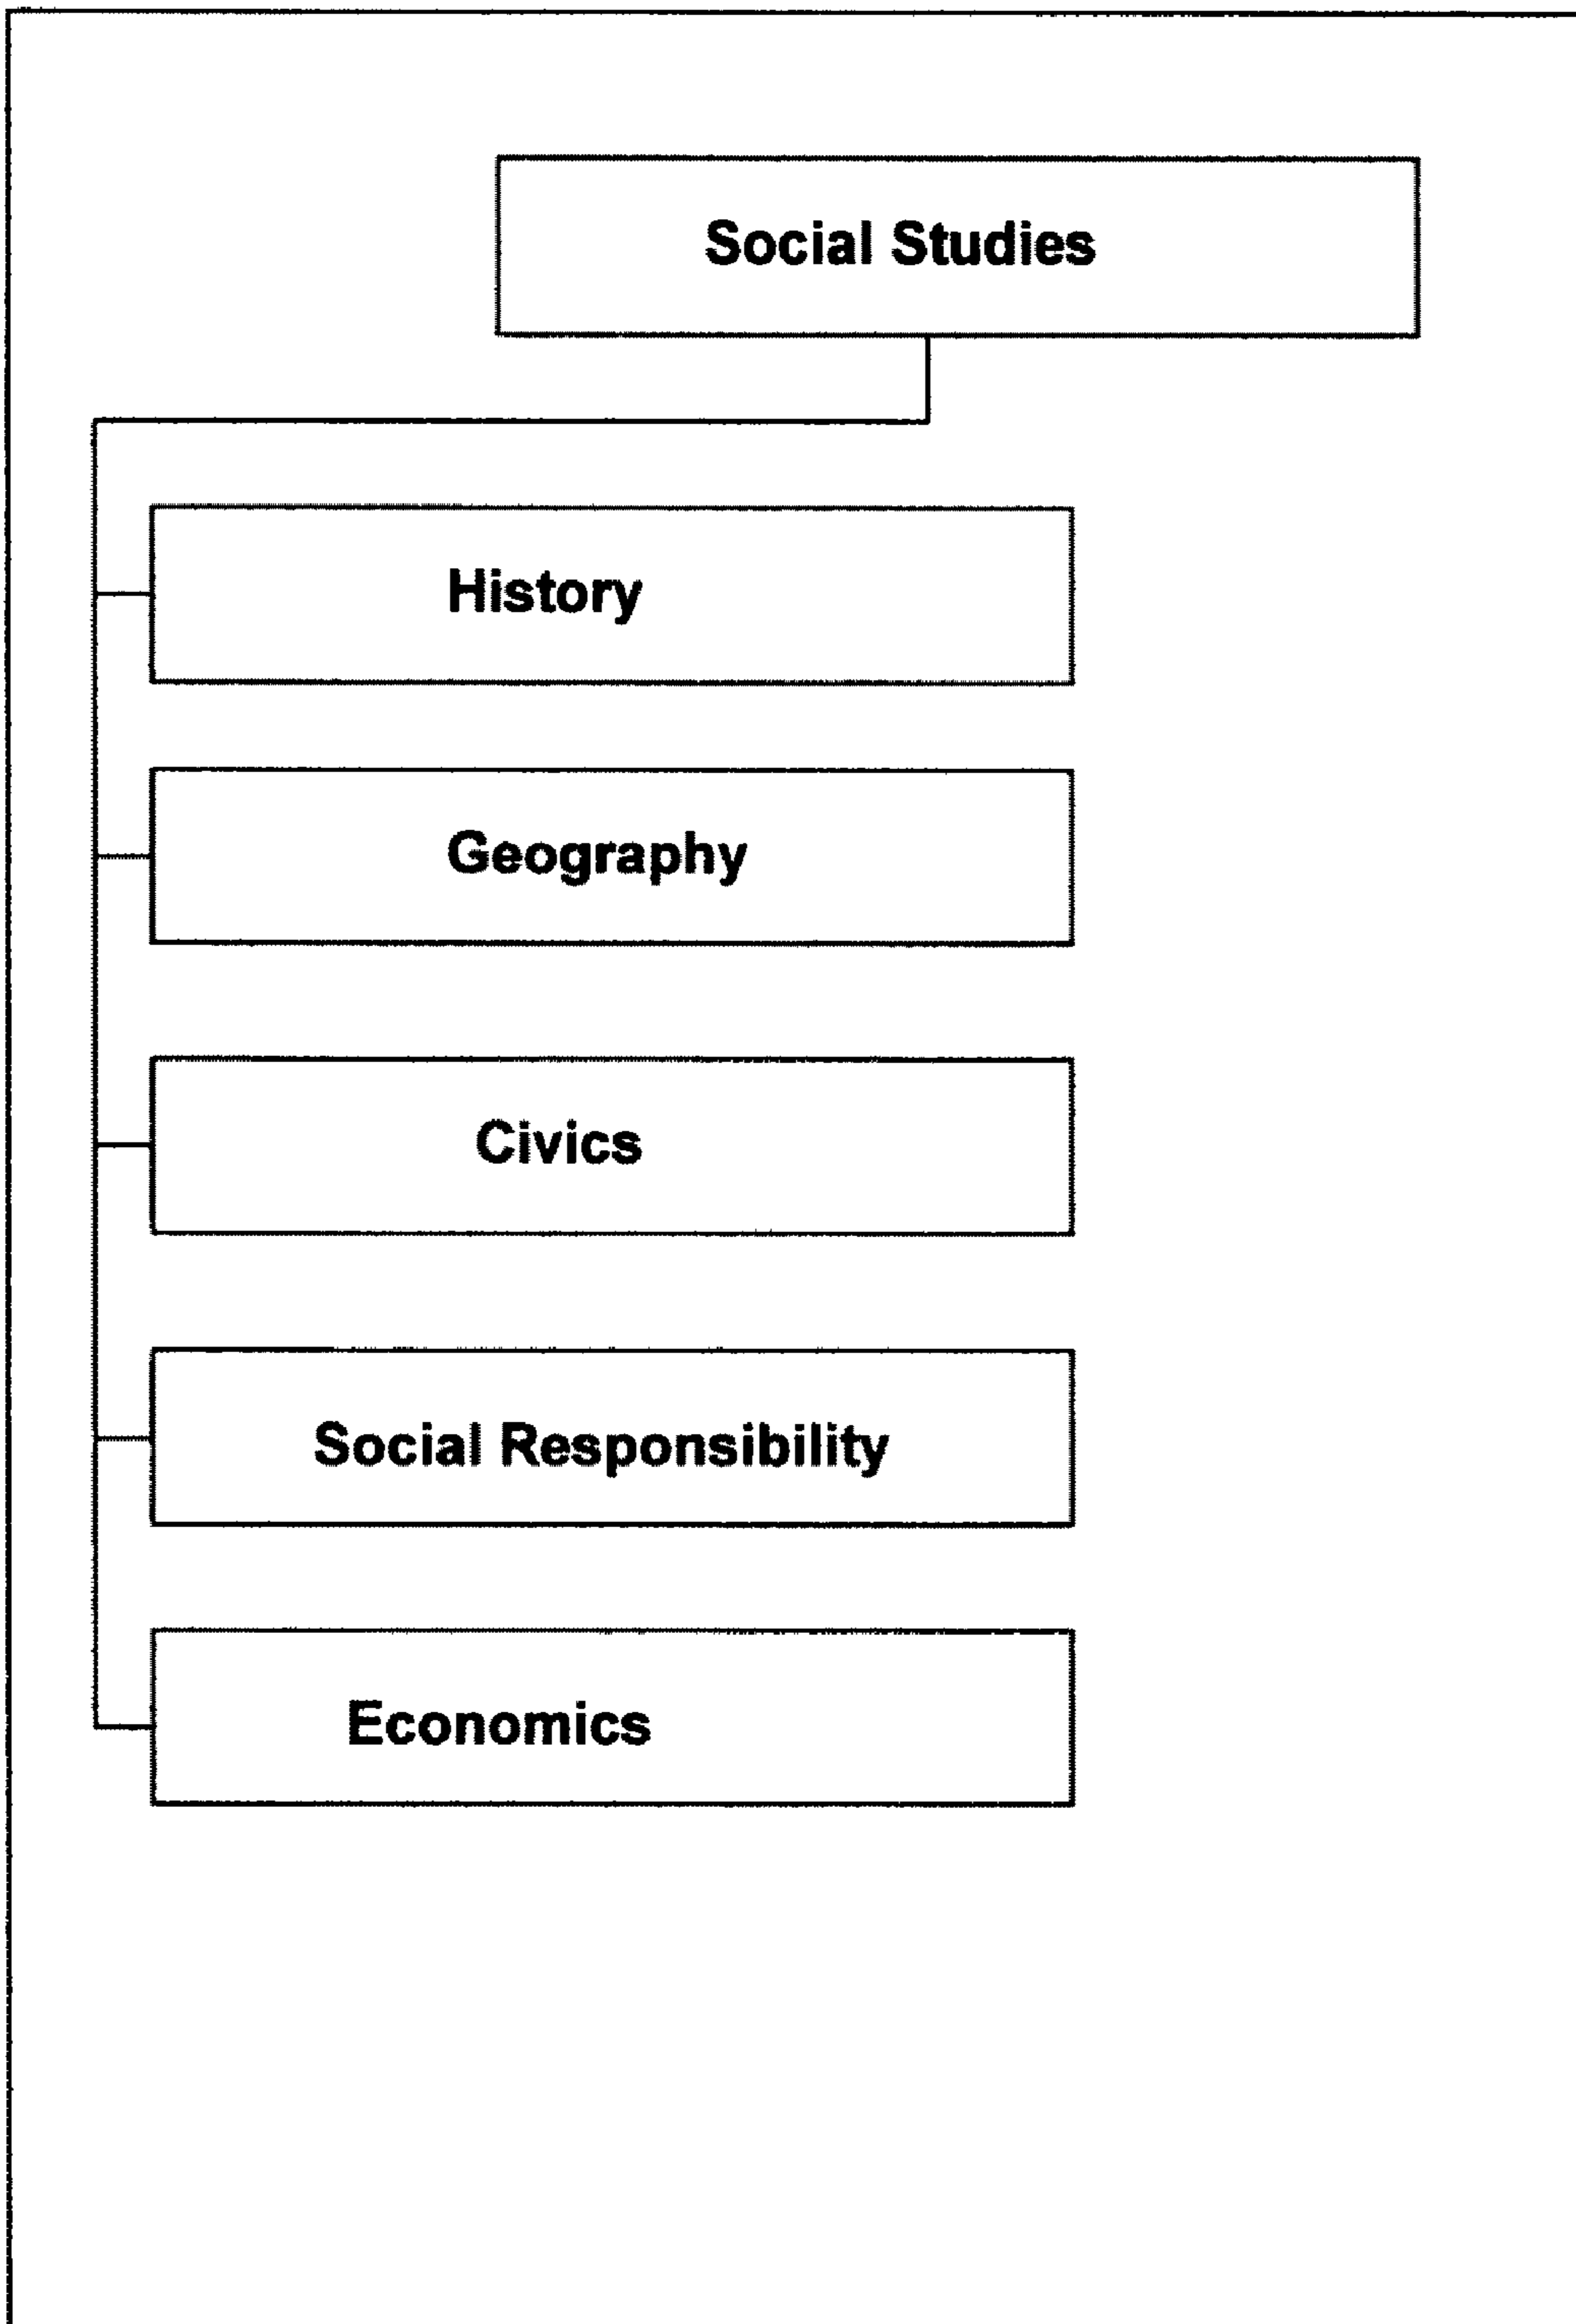 Social Studies
History
Geography
Civics
Social Responsibility
Economics